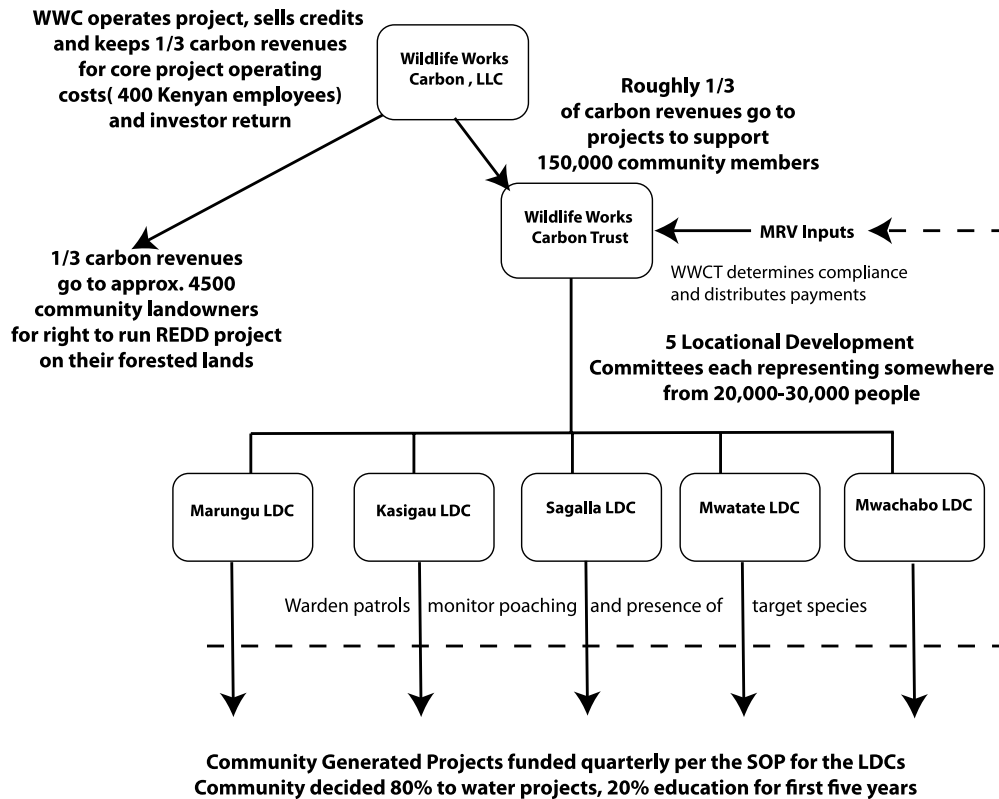 WWC operates project, sells credits
and keeps 1/3 carbon revenues
for core project operating
costs( 400 Kenyan employees)
and investor return
Wildlife Works
Carbon , LLC
Roughly 1/3
of carbon revenues go to
projects to support
150,000 community members
Wildlife Works
Carbon Trust
MRV Inputs
WWCT determines compliance
and distributes payments
1/3 carbon revenues
go to approx. 4500
community landowners
for right to run REDD project
on their forested lands
5 Locational Development
Committees each representing somewhere
from 20,000-30,000 people
Marungu LDC
Kasigau LDC
Sagalla LDC
Mwatate LDC
Mwachabo LDC
Warden patrols monitor poaching and presence of target species
Community Generated Projects funded quarterly per the SOP for the LDCs
Community decided 80% to water projects, 20% education for first five years